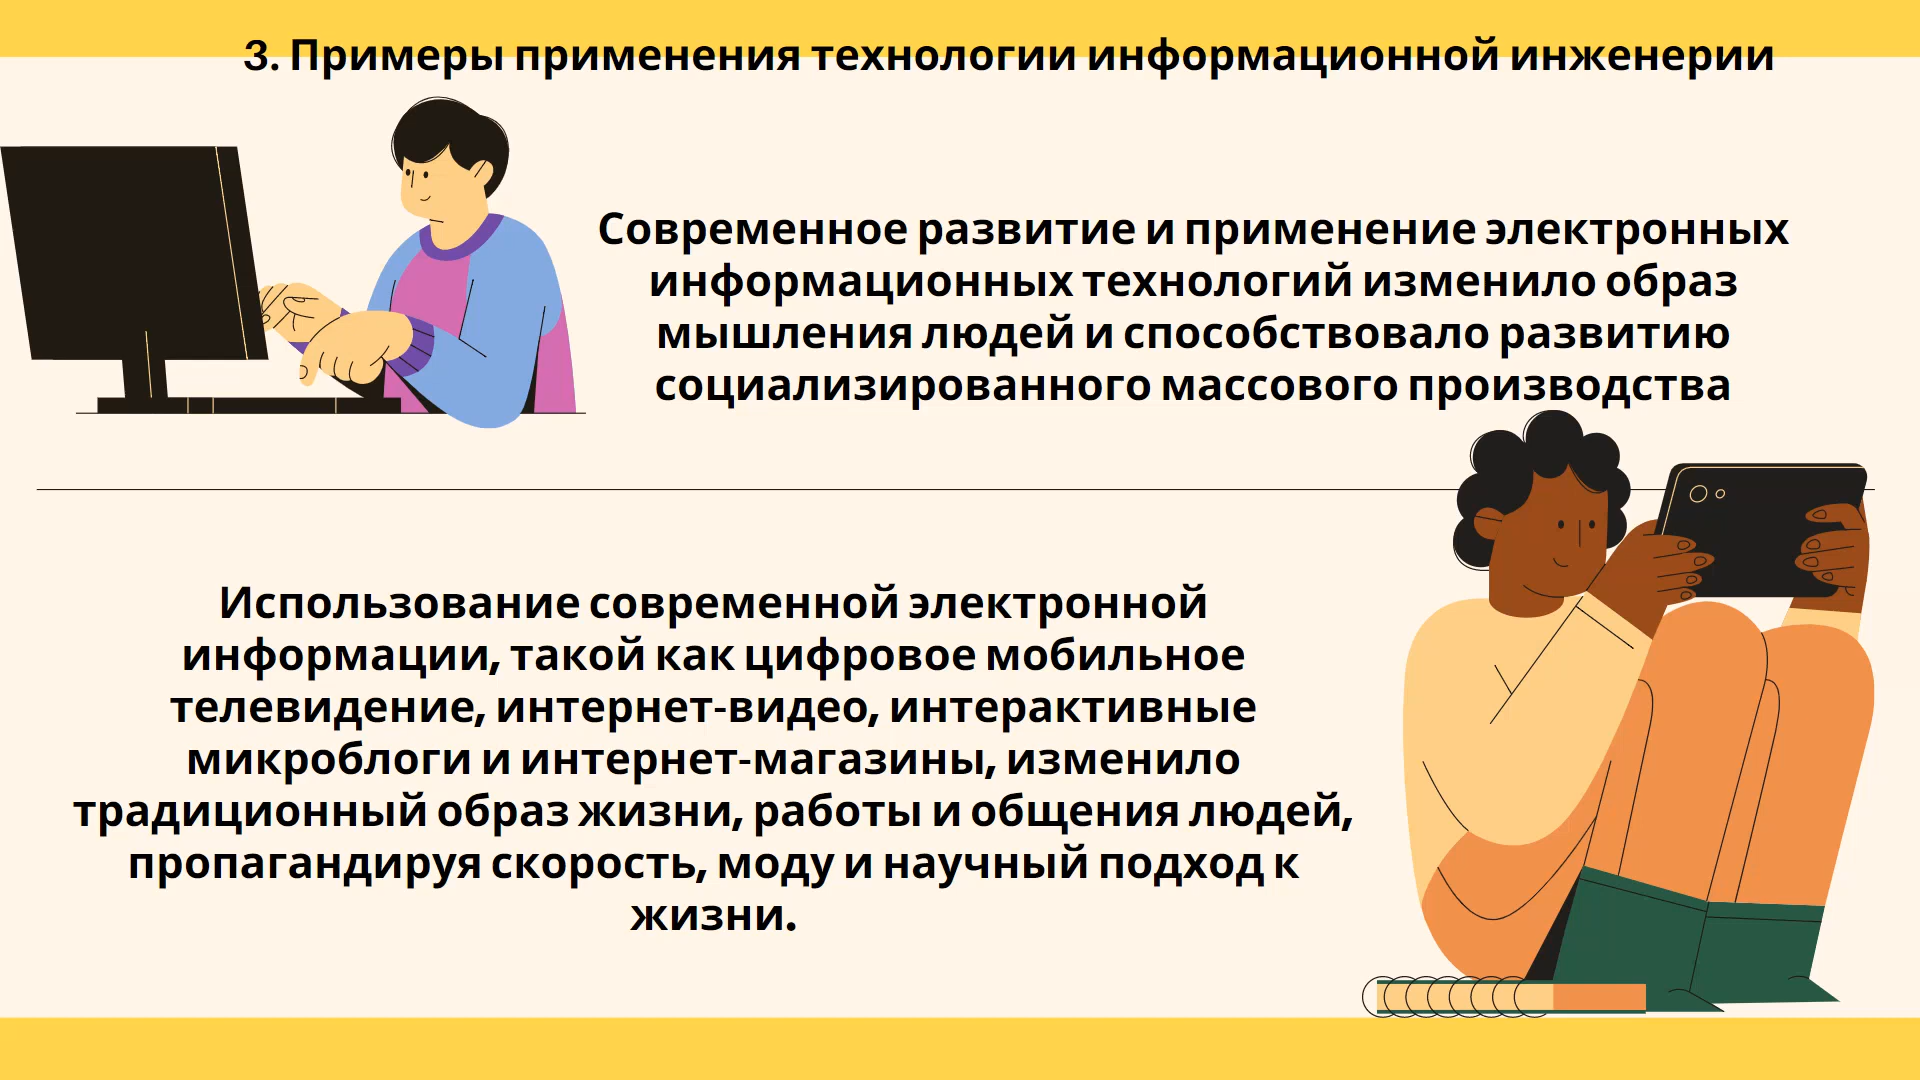 3. Примеры применения технологии информационной инженерии
Современное развитие и применение электронных
информационных технологий изменило образ
мышления людей и способствовало развитию
социализированного массового производства
Использование современной электронной
информации, такой как цифровое мобильное
телевидение, интернет-видео, интерактивные
микроблоги и интернет-магазины, изменило
традиционный образ жизни, работы и общения людей,
пропагандируя скорость, моду и научный подход к
жизни.